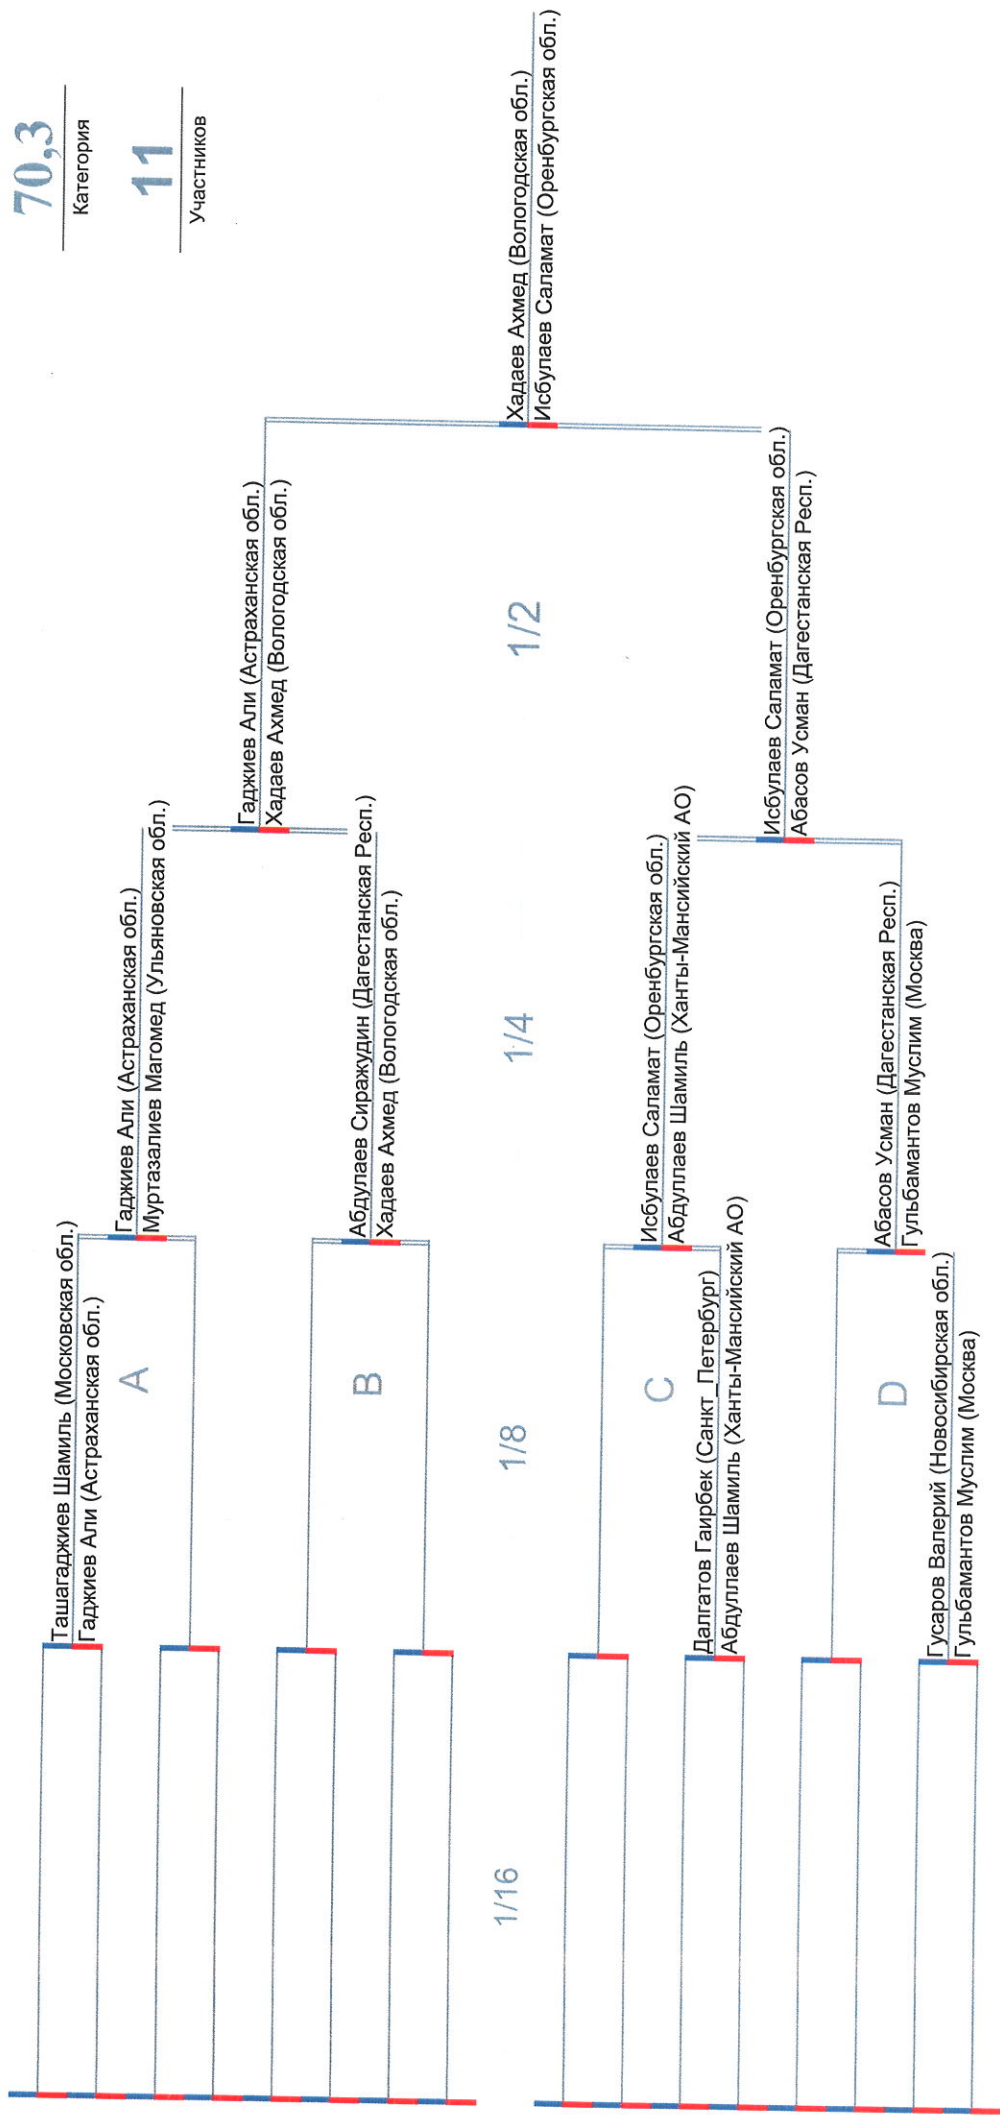 70,3
Категория
11
Участников
Ташагаджиев Шамиль (Московская обл.)
Гаджиев Али (Астраханская обл.)
A
Гаджиев Али (Астраханская обл.)
Муртазалиев Магомед (Ульяновская обл.)
B
Абдулаев Сиражудин (Дагестанская Респ.)
Хадаев Ахмед (Вологодская обл.)
Гаджиев Али (Астраханская обл.)
Хадаев Ахмед (Вологодская обл.)
1/16
1/8
1/4
1/2
Хадаев Ахмед (Вологодская обл.)
Исбулаев Саламат (Оренбургская обл.)
C
Далгатов Гаирбек (Санкт_Петербург)
Абдуллаев Шамиль (Ханты-Мансийский АО)
Исбулаев Саламат (Оренбургская обл.)
Абдуллаев Шамиль (Ханты-Мансийский АО)
D
Гусаров Валерий (Новосибирская обл.)
Гульбамантов Муслим (Москва)
Абасов Усман (Дагестанская Респ.)
Гульбамантов Муслим (Москва)
Исбулаев Саламат (Оренбургская обл.)
Абасов Усман (Дагестанская Респ.)